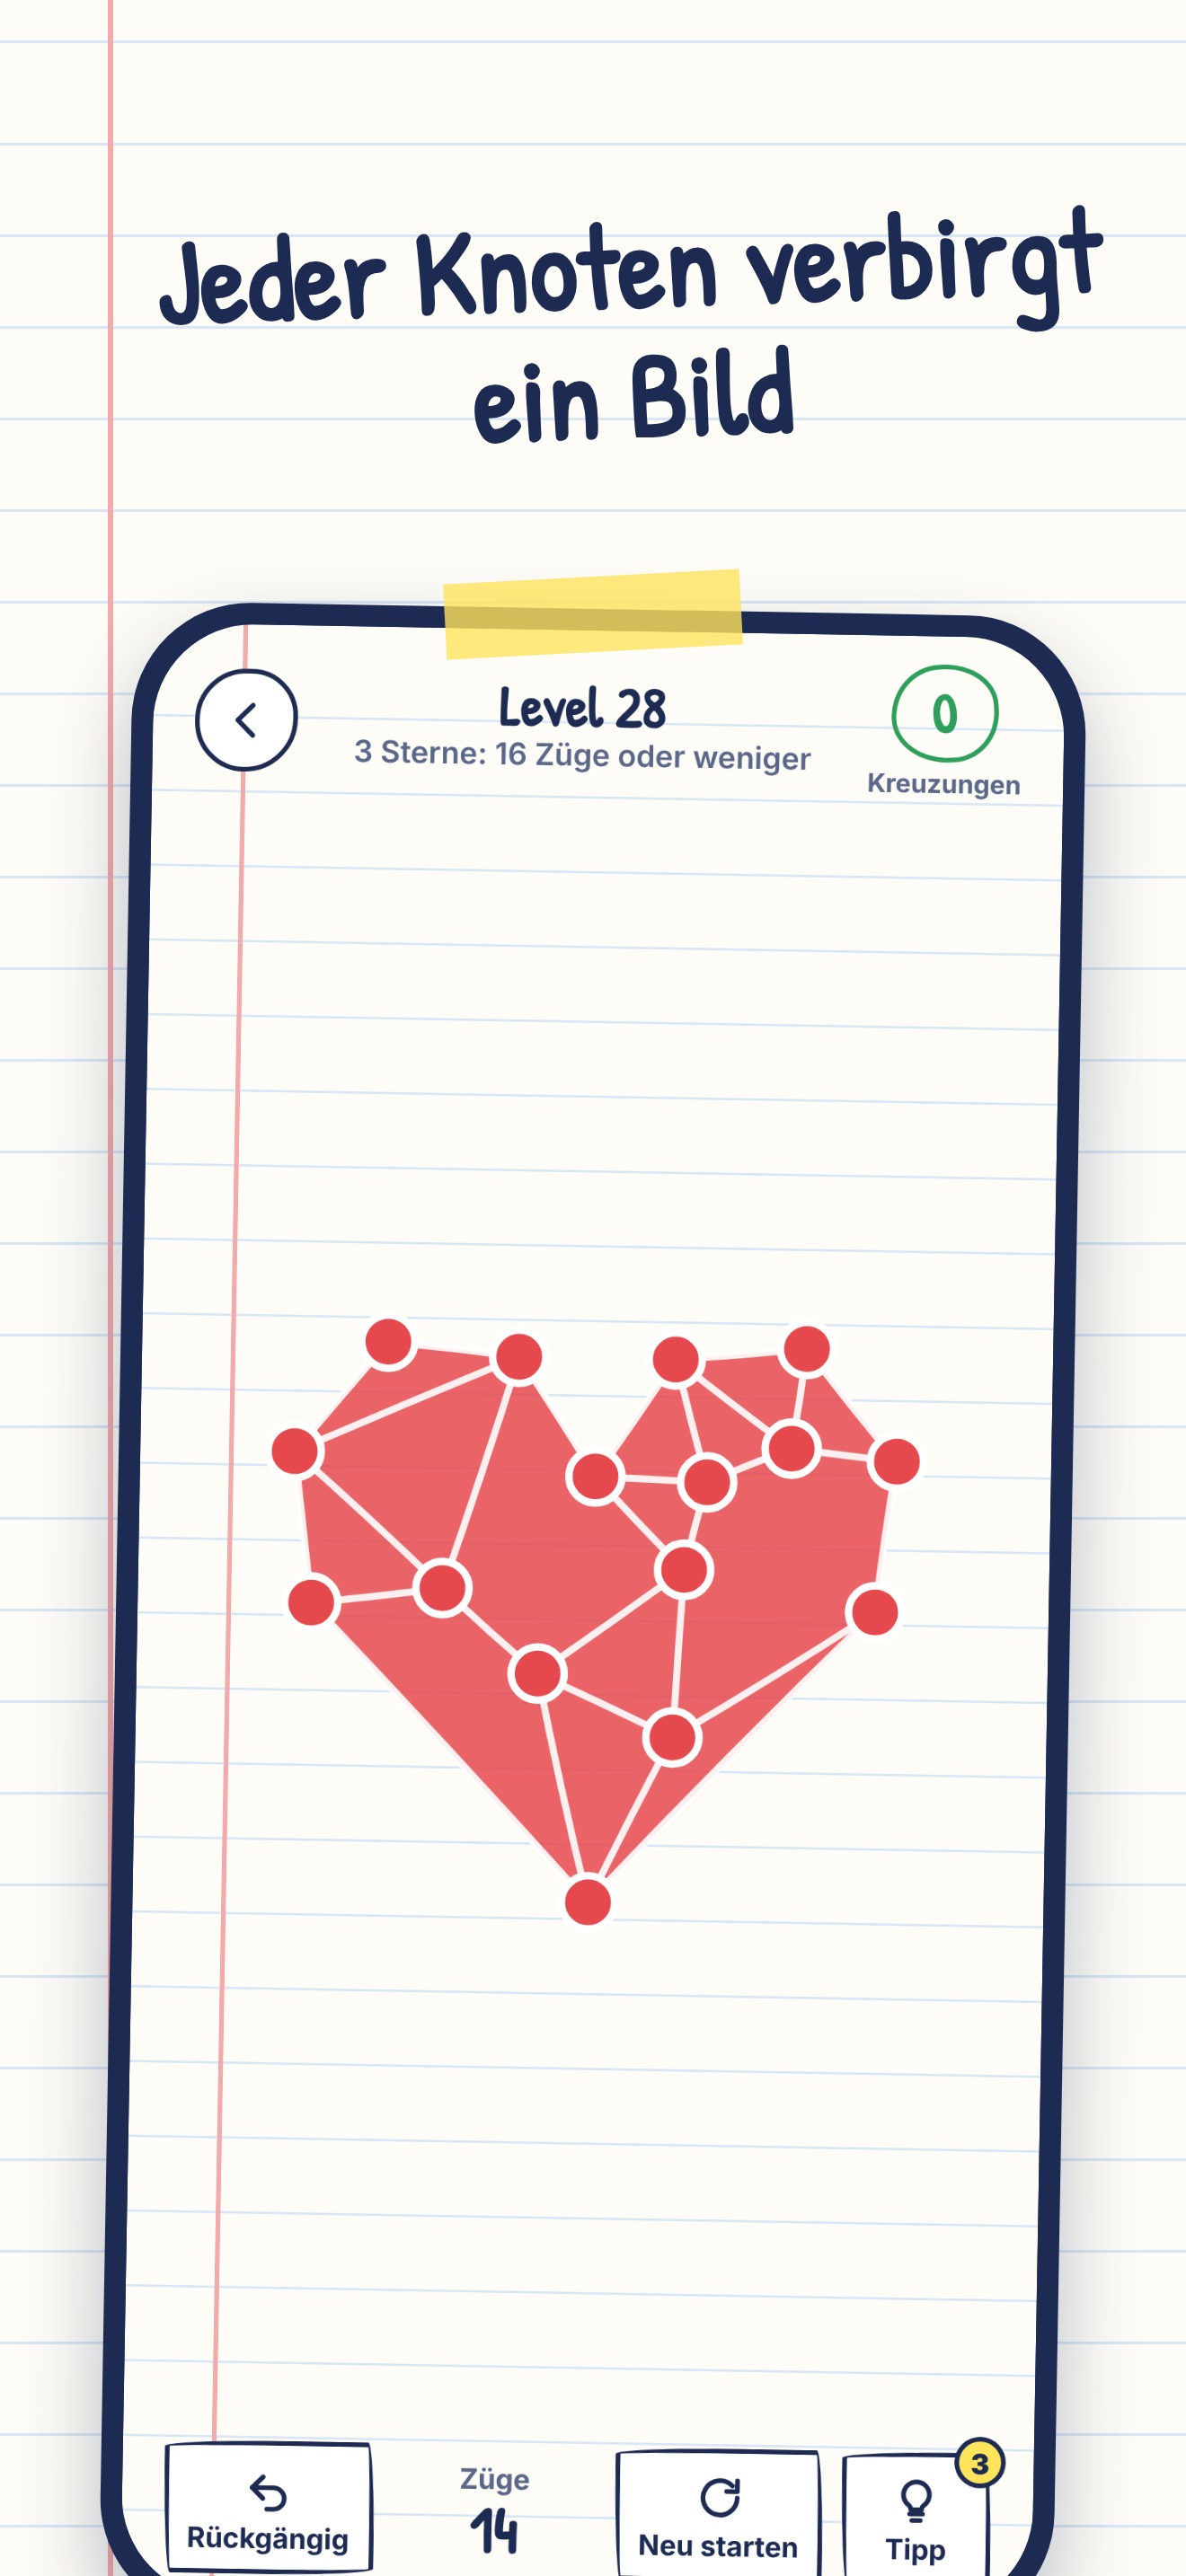 Jeder Knoten verbirgt
ein Bild
Level 28
3 Sterne: 16 Züge oder weniger
0
Kreuzungen
3
Züge
14
Rückgängig
Neu starten
Tipp